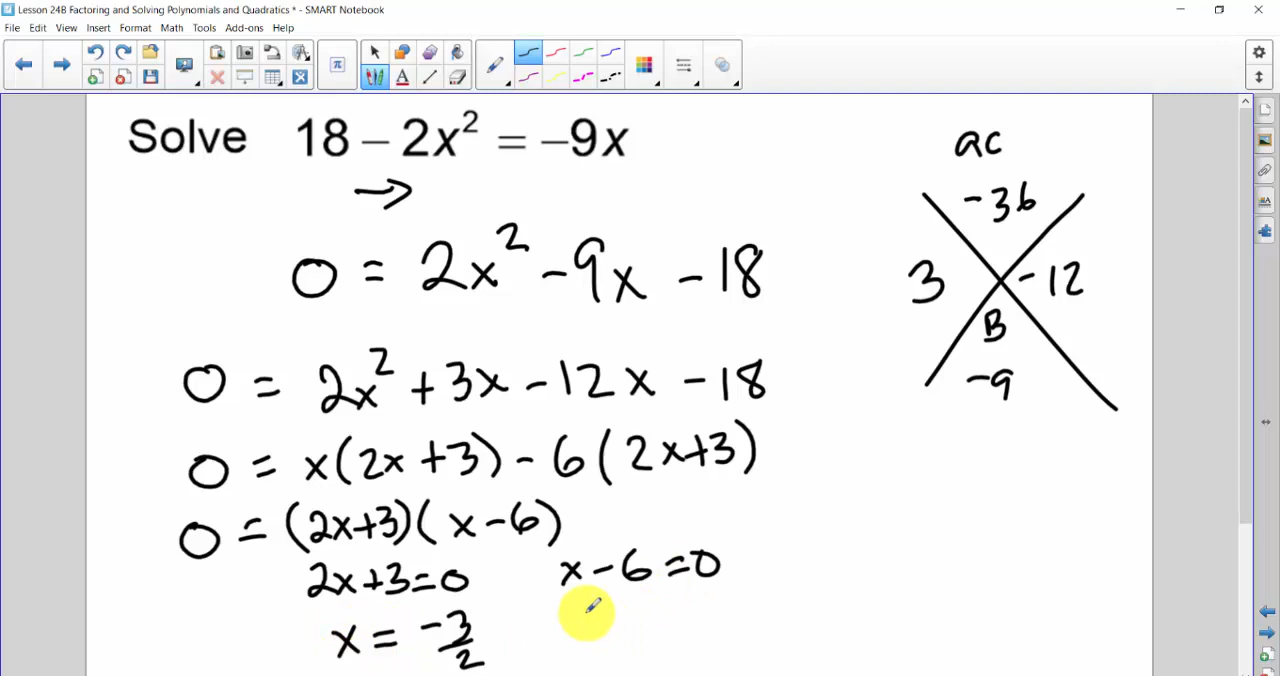 Lesson 24B Factoring and Solving Polynomials and Quadratics * - SMART Notebook
File Edit View Insert Format Math Tools Add-ons Help
Solve 18 − 2x² = −9x
0 = 2x² - 9x - 18
0 = 2x² + 3x - 12x - 18
0 = x(2x + 3) - 6(2x+3)
0 = (2x+3)(x-6)
2x+3=0 x-6=0
x = -3/2
ac
-36
3 -12
B
-9